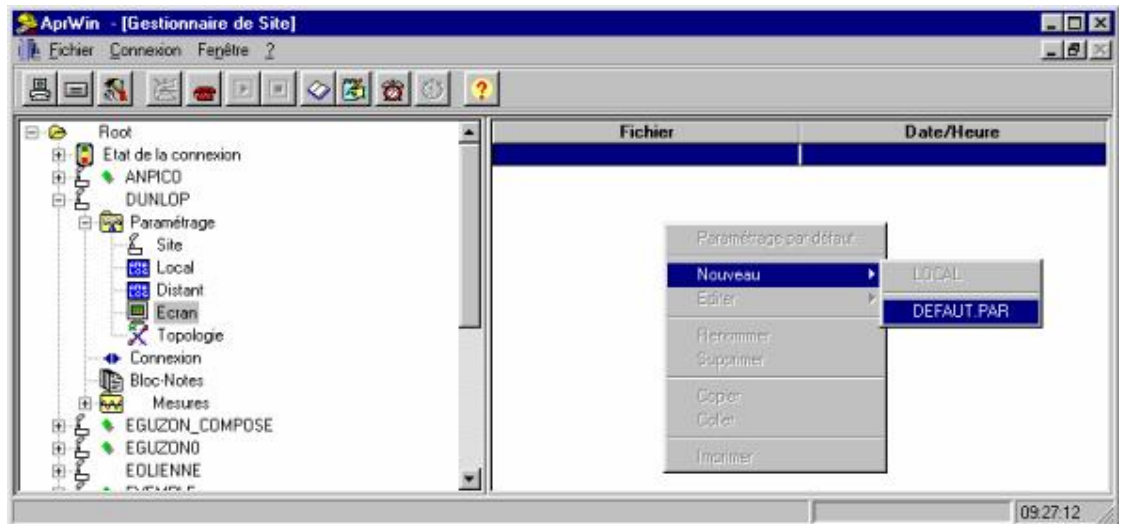 AprWin - [Gestionnaire de Site]
Fichier Connexion Fenêtre ?
Root
Etat de la connexion
ANPICO
DUNLOP
Paramétrage
Site
Local
Distant
Ecran
Topologie
Connexion
Bloc-Notes
Mesures
EGUZON_COMPOSE
EGUZON0
EOLIENNE
Fichier Date/Heure
Paramétrage par défaut
Nouveau
Editer
Renommer
Supprimer
Copier
Coller
Imprimer
LOCAL
DEFAUT.PAR
09:27:12